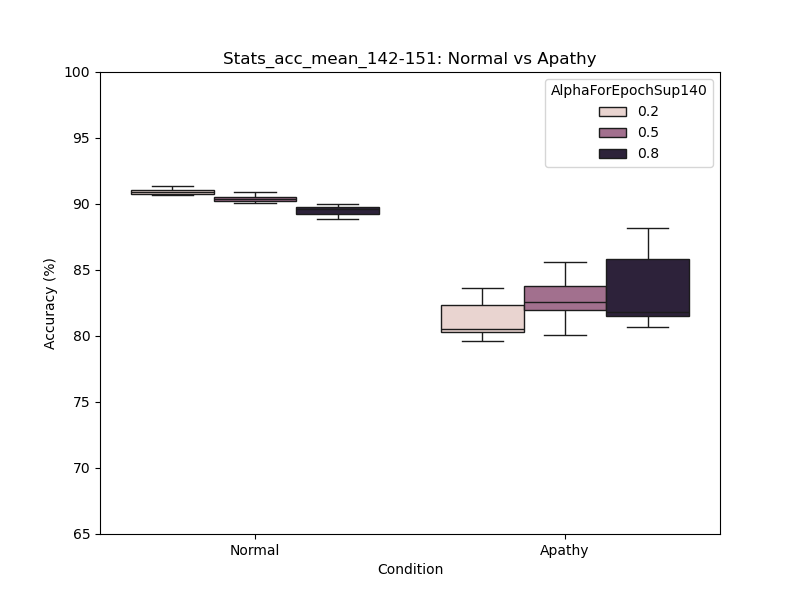 Stats_acc_mean_142-151: Normal vs Apathy
AlphaForEpochSup140
0.2
0.5
0.8
Accuracy (%)
100
95
90
85
80
75
70
65
Normal
Apathy
Condition